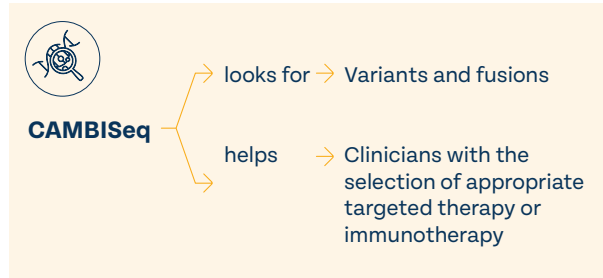 CAMBISeq
looks for
Variants and fusions
helps
Clinicians with the
selection of appropriate
targeted therapy or
immunotherapy